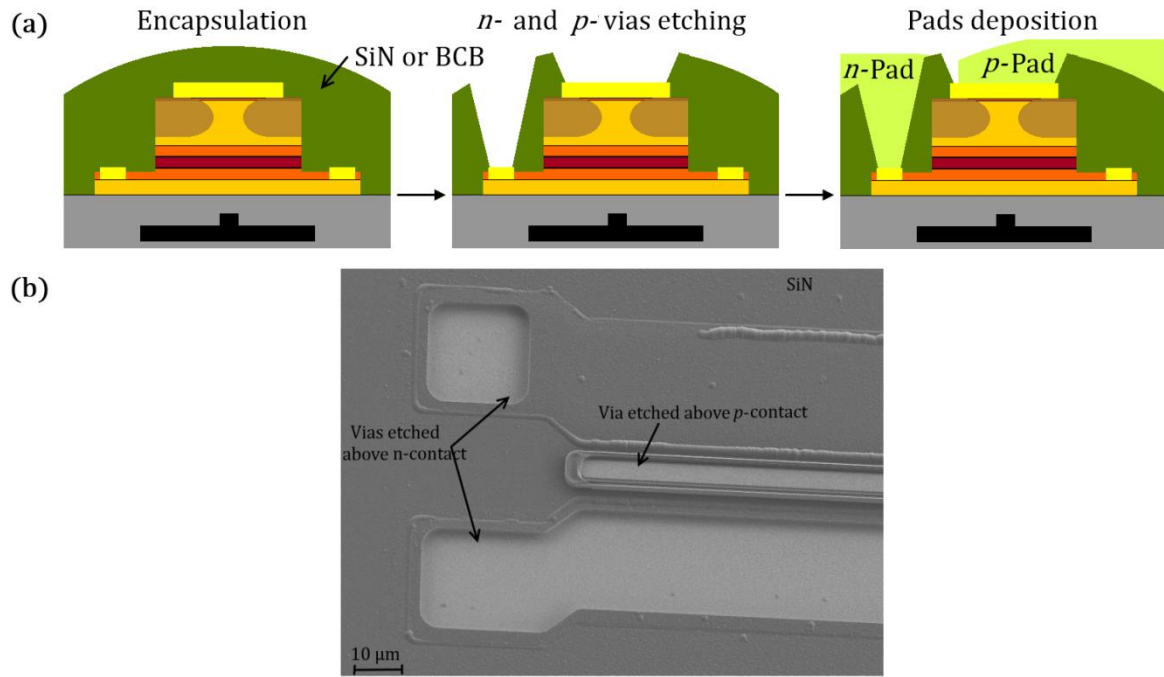 (a)
Encapsulation
n- and p- vias etching
Pads deposition
SiN or BCB
n-Pad
p-Pad
(b)
SiN
Via etched above p-contact
Vias etched
above n-contact
10 µm